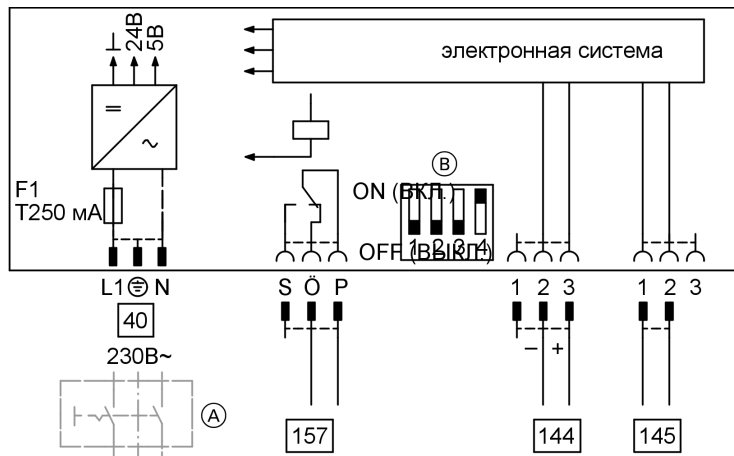 ⊥ 24В 5В
электронная система
= ~
F1
T250 мА
B
ON (ВКЛ.)
1 2 3 4
OFF (ВЫКЛ.)
L1 N
S Ö P
1 2 3
1 2 3
40
230В~
− +
A
157
144
145